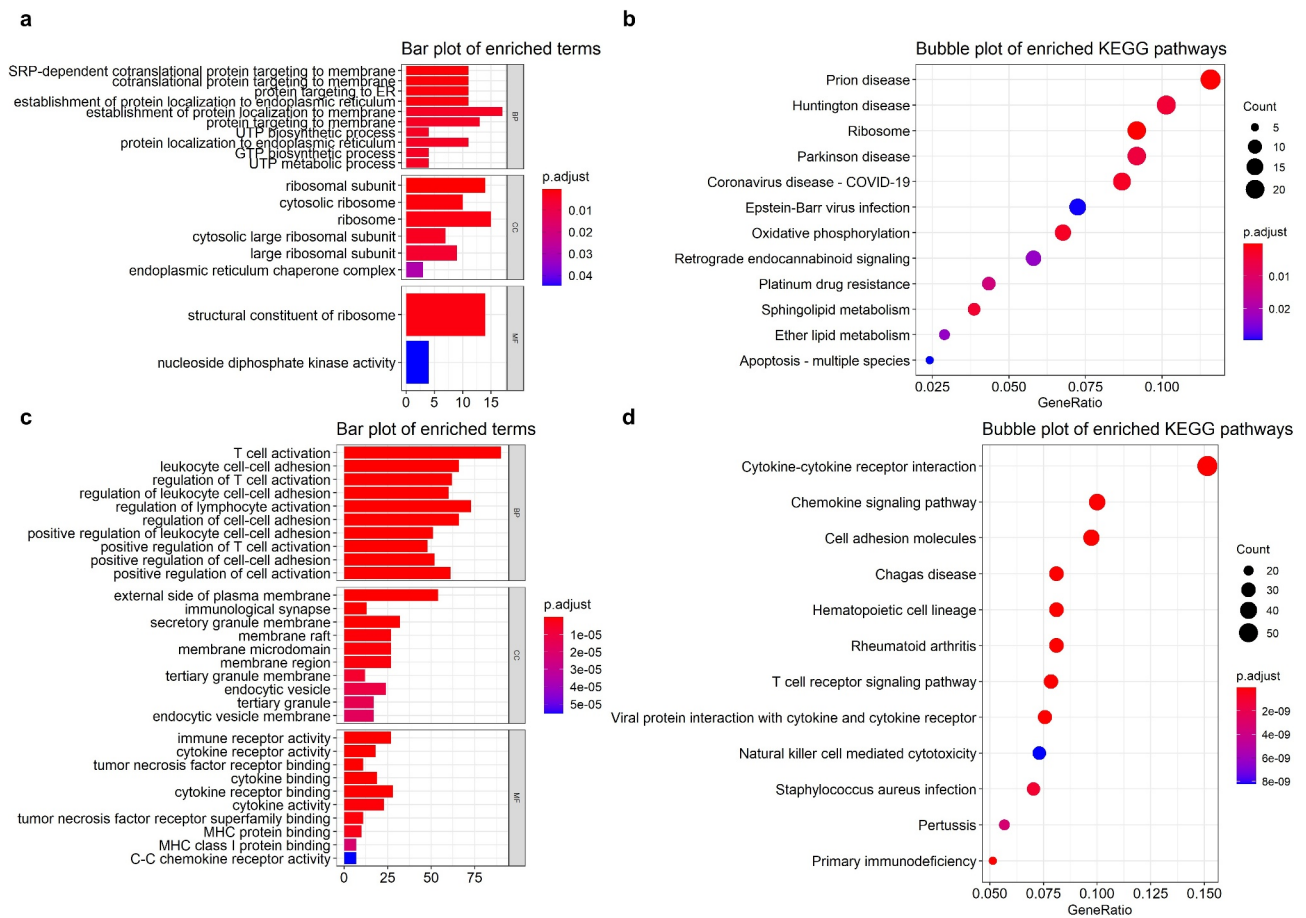 a
Bar plot of enriched terms
SRP-dependent cotranslational protein targeting to membrane
cotranslational protein targeting to membrane
protein targeting to ER
establishment of protein localization to endoplasmic reticulum
establishment of protein localization to membrane
protein targeting to membrane
UTP biosynthetic process
protein localization to endoplasmic reticulum
GTP biosynthetic process
UTP metabolic process
BP
ribosomal subunit
cytosolic ribosome
ribosome
cytosolic large ribosomal subunit
large ribosomal subunit
endoplasmic reticulum chaperone complex
CC
structural constituent of ribosome
nucleoside diphosphate kinase activity
MF
0 5 10 15
p.adjust
0.01
0.02
0.03
0.04
b
Bubble plot of enriched KEGG pathways
Prion disease
Huntington disease
Ribosome
Parkinson disease
Coronavirus disease - COVID-19
Epstein-Barr virus infection
Oxidative phosphorylation
Retrograde endocannabinoid signaling
Platinum drug resistance
Sphingolipid metabolism
Ether lipid metabolism
Apoptosis - multiple species
0.025 0.050 0.075 0.100
GeneRatio
Count
5
10
15
20
p.adjust
0.01
0.02
c
Bar plot of enriched terms
T cell activation
leukocyte cell-cell adhesion
regulation of T cell activation
regulation of leukocyte cell-cell adhesion
regulation of lymphocyte activation
regulation of cell-cell adhesion
positive regulation of leukocyte cell-cell adhesion
positive regulation of T cell activation
positive regulation of cell-cell adhesion
positive regulation of cell activation
BP
external side of plasma membrane
immunological synapse
secretory granule membrane
membrane raft
membrane microdomain
membrane region
tertiary granule membrane
endocytic vesicle
tertiary granule
endocytic vesicle membrane
CC
immune receptor activity
cytokine receptor activity
tumor necrosis factor receptor binding
cytokine binding
cytokine receptor binding
cytokine activity
tumor necrosis factor receptor superfamily binding
MHC protein binding
MHC class I protein binding
C-C chemokine receptor activity
MF
0 25 50 75
p.adjust
1e-05
2e-05
3e-05
4e-05
5e-05
d
Bubble plot of enriched KEGG pathways
Cytokine-cytokine receptor interaction
Chemokine signaling pathway
Cell adhesion molecules
Chagas disease
Hematopoietic cell lineage
Rheumatoid arthritis
T cell receptor signaling pathway
Viral protein interaction with cytokine and cytokine receptor
Natural killer cell mediated cytotoxicity
Staphylococcus aureus infection
Pertussis
Primary immunodeficiency
0.050 0.075 0.100 0.125 0.150
GeneRatio
Count
20
30
40
50
p.adjust
2e-09
4e-09
6e-09
8e-09